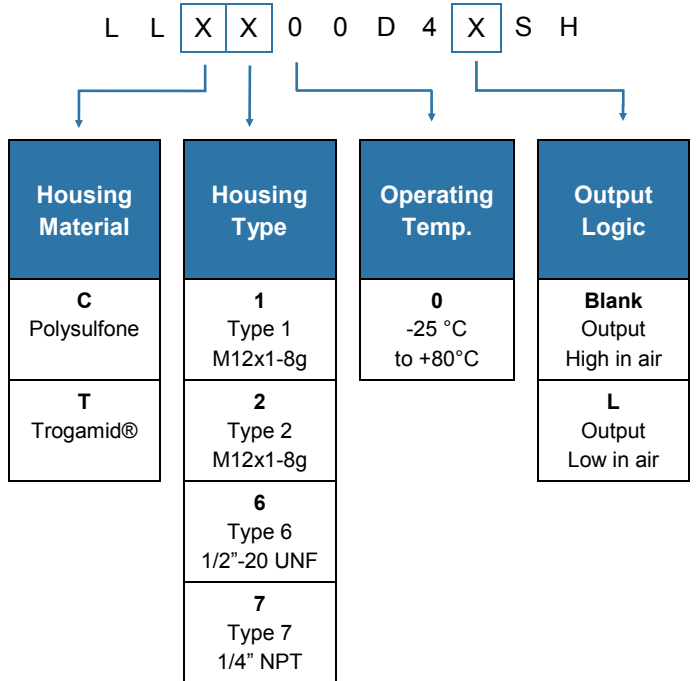 L L X X 0 0 D 4 X S H
Housing
Material
C
Polysulfone
T
Trogamid®
Housing
Type
1
Type 1
M12x1-8g
2
Type 2
M12x1-8g
6
Type 6
1/2”-20 UNF
7
Type 7
1/4” NPT
Operating
Temp.
0
-25 °C
to +80°C
Output
Logic
Blank
Output
High in air
L
Output
Low in air